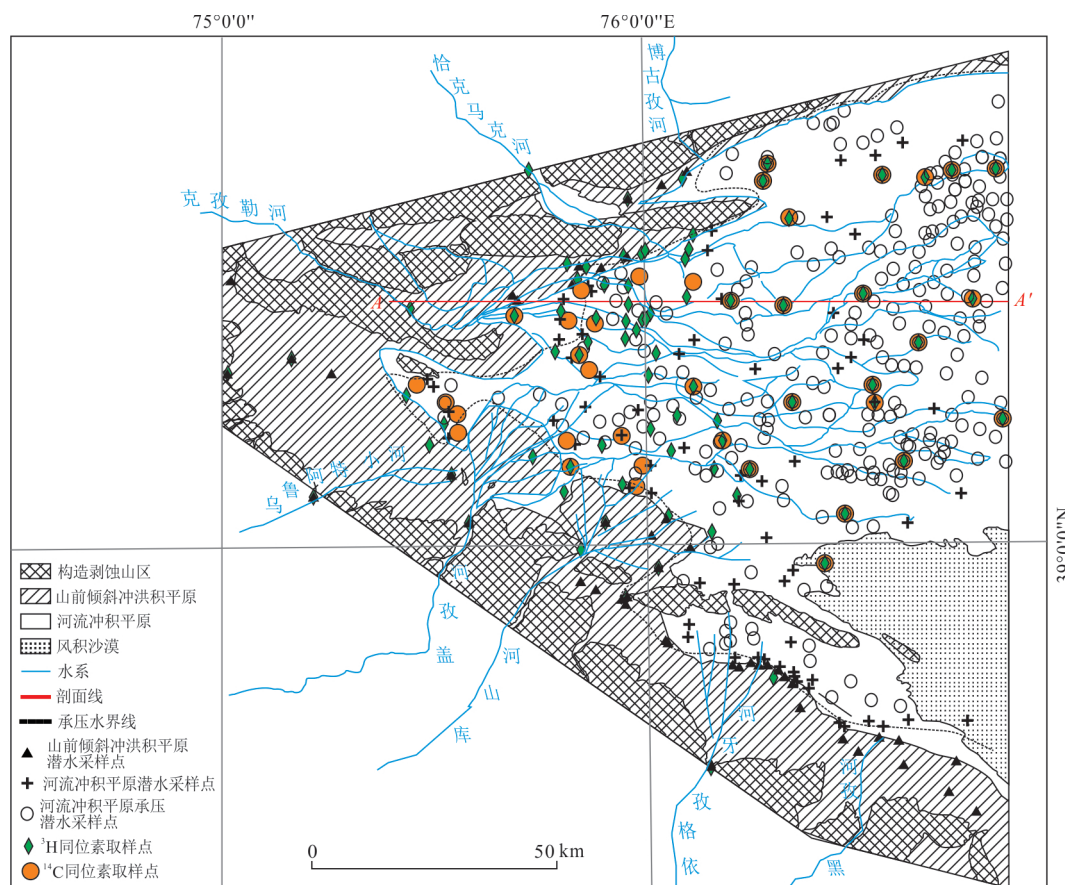 75°0′0″
76°0′0″E
恰克马克河
博古孜河
克孜勒河
A
A′
乌鲁阿特卜河
39°0′0″N
盖孜河
库山河
依格孜牙河
黑孜河
构造剥蚀山区
山前倾斜冲洪积平原
河流冲积平原
风积沙漠
水系
剖面线
承压水界线
山前倾斜冲洪积平原
潜水采样点
河流冲积平原潜水采样点
河流冲积平原承压
潜水采样点
³H同位素取样点
¹⁴C同位素取样点
0
50 km